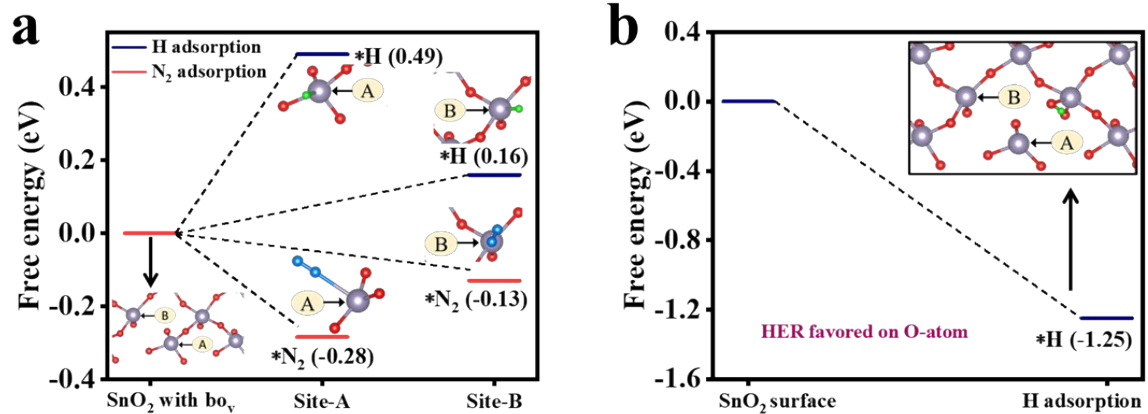 a
H adsorption
N₂ adsorption
Free energy (eV)
0.4
0.2
0.0
-0.2
-0.4
*H (0.49)
A
B
*H (0.16)
B
*N₂ (-0.13)
A
*N₂ (-0.28)
B
A
SnO₂ with boᵥ
Site-A
Site-B
b
Free energy (eV)
0.4
0.0
-0.4
-0.8
-1.2
-1.6
B
A
HER favored on O-atom
*H (-1.25)
SnO₂ surface
H adsorption